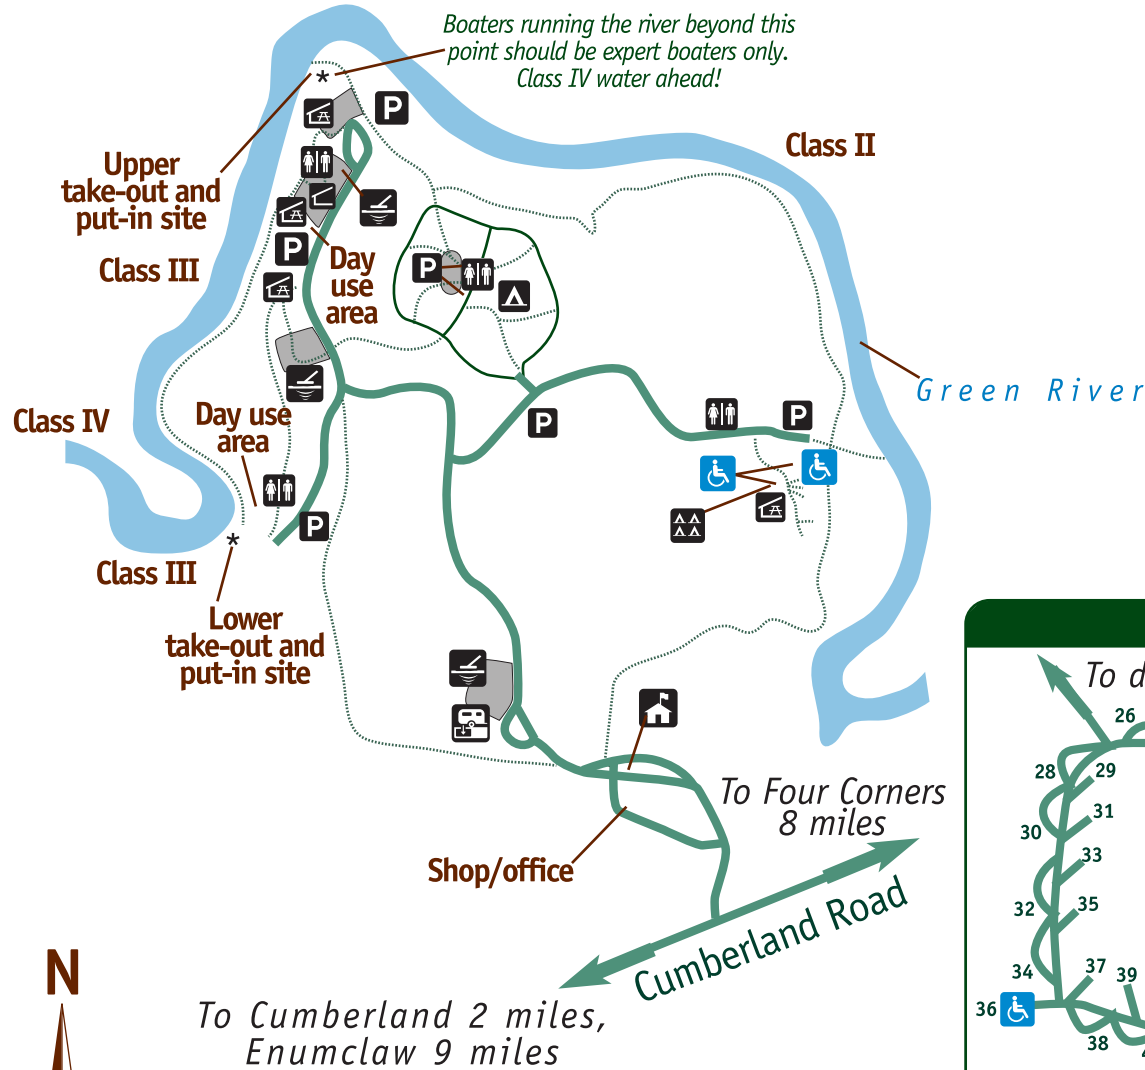 Boaters running the river beyond this
point should be expert boaters only.
Class IV water ahead!
*
P
Class II
Upper
take-out and
put-in site
Class III
P
Day
use
area
P
Green River
Class IV
Day use
area
P
P
P
*
Class III
Lower
take-out and
put-in site
To d
26
28
29
To Four Corners
8 miles
31
30
33
Shop/office
32
35
Cumberland Road
N
34
37
39
36
To Cumberland 2 miles,
Enumclaw 9 miles
38